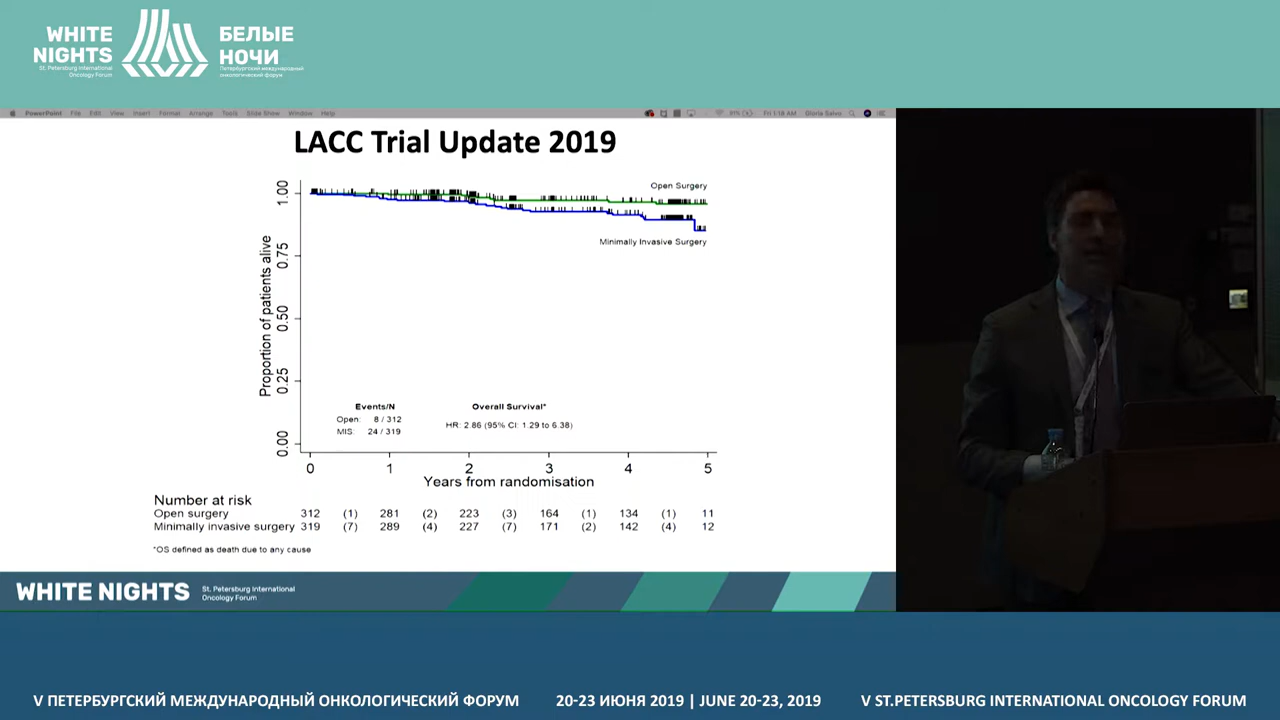 WHITE NIGHTS
St. Petersburg International
Oncology Forum
БЕЛЫЕ НОЧИ
Петербургский международный
онкологический форум
PowerPoint File Edit View Insert Format Arrange Tools Slide Show Window Help
Fri 1:18 AM Gloria Salvo
LACC Trial Update 2019
Proportion of patients alive
1.00
0.75
0.50
0.25
0.00
Open Surgery
Minimally Invasive Surgery
Events/N
Open: 8 / 312
MIS: 24 / 319
Overall Survival*
HR: 2.86 (95% CI: 1.29 to 6.38)
0 1 2 3 4 5
Years from randomisation
Number at risk
Open surgery 312 (1) 281 (2) 223 (3) 164 (1) 134 (1) 11
Minimally invasive surgery 319 (7) 289 (4) 227 (7) 171 (2) 142 (4) 12
*OS defined as death due to any cause
WHITE NIGHTS
St. Petersburg International
Oncology Forum
V ПЕТЕРБУРГСКИЙ МЕЖДУНАРОДНЫЙ ОНКОЛОГИЧЕСКИЙ ФОРУМ 20-23 ИЮНЯ 2019 | JUNE 20-23, 2019 V ST.PETERSBURG INTERNATIONAL ONCOLOGY FORUM